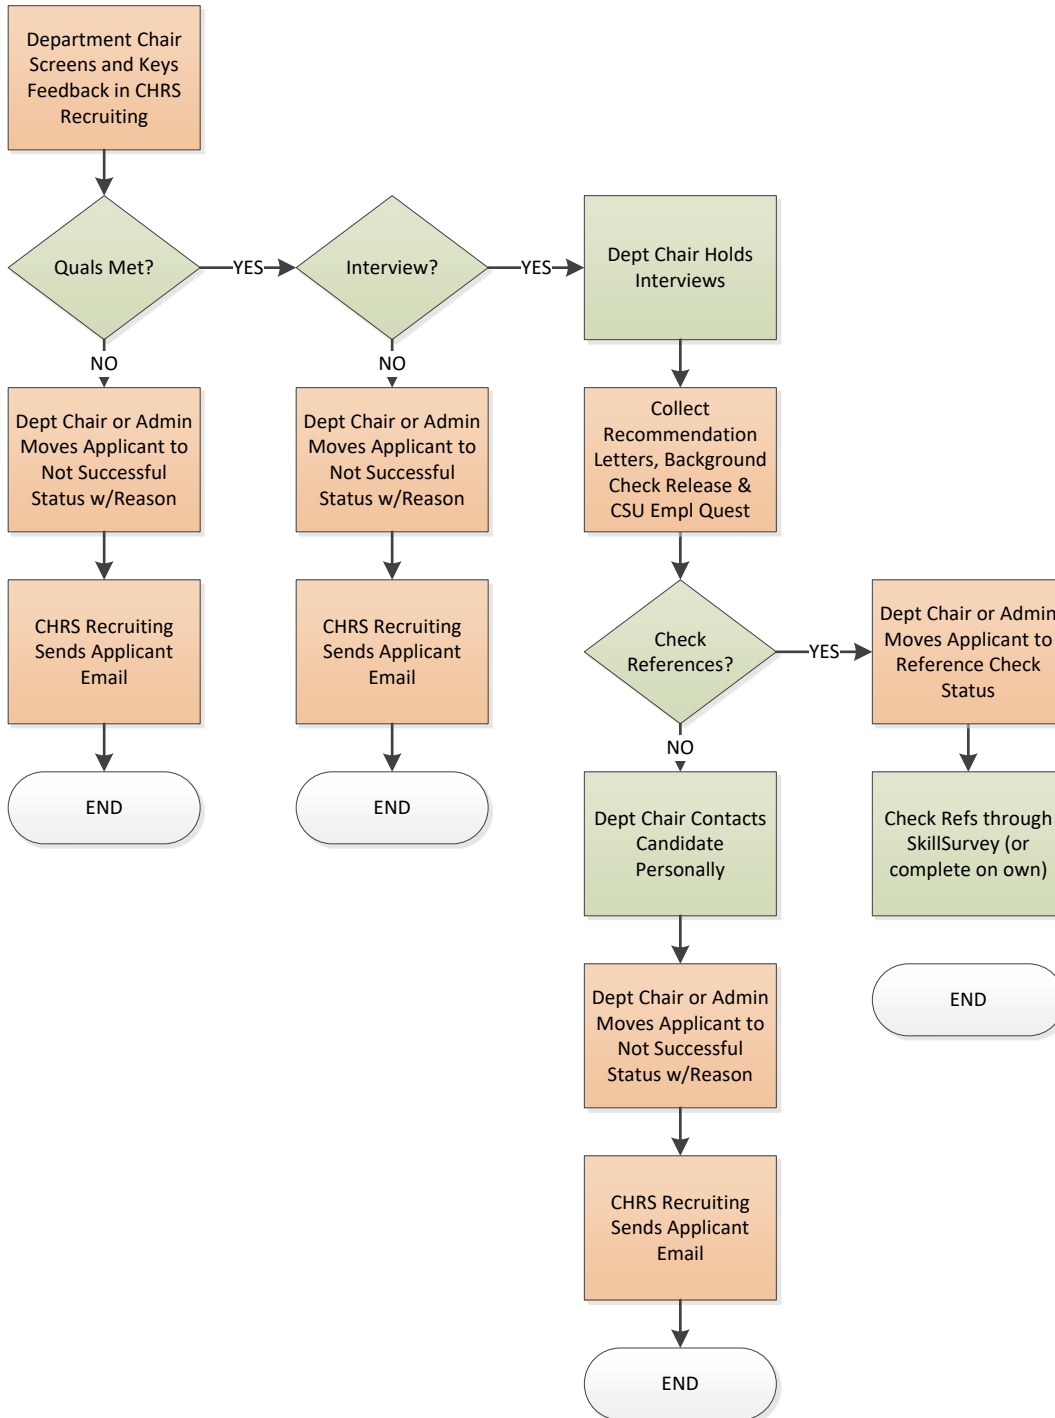 Department Chair
Screens and Keys
Feedback in CHRS
Recruiting
Quals Met?
YES
Interview?
YES
Dept Chair Holds
Interviews
NO
NO
Dept Chair or Admin
Moves Applicant to
Not Successful
Status w/Reason
Dept Chair or Admin
Moves Applicant to
Not Successful
Status w/Reason
Collect
Recommendation
Letters, Background
Check Release &
CSU Empl Quest
CHRS Recruiting
Sends Applicant
Email
CHRS Recruiting
Sends Applicant
Email
Check
References?
YES
Dept Chair or Admin
Moves Applicant to
Reference Check
Status
NO
END
END
Dept Chair Contacts
Candidate
Personally
Check Refs through
SkillSurvey (or
complete on own)
Dept Chair or Admin
Moves Applicant to
Not Successful
Status w/Reason
END
CHRS Recruiting
Sends Applicant
Email
END